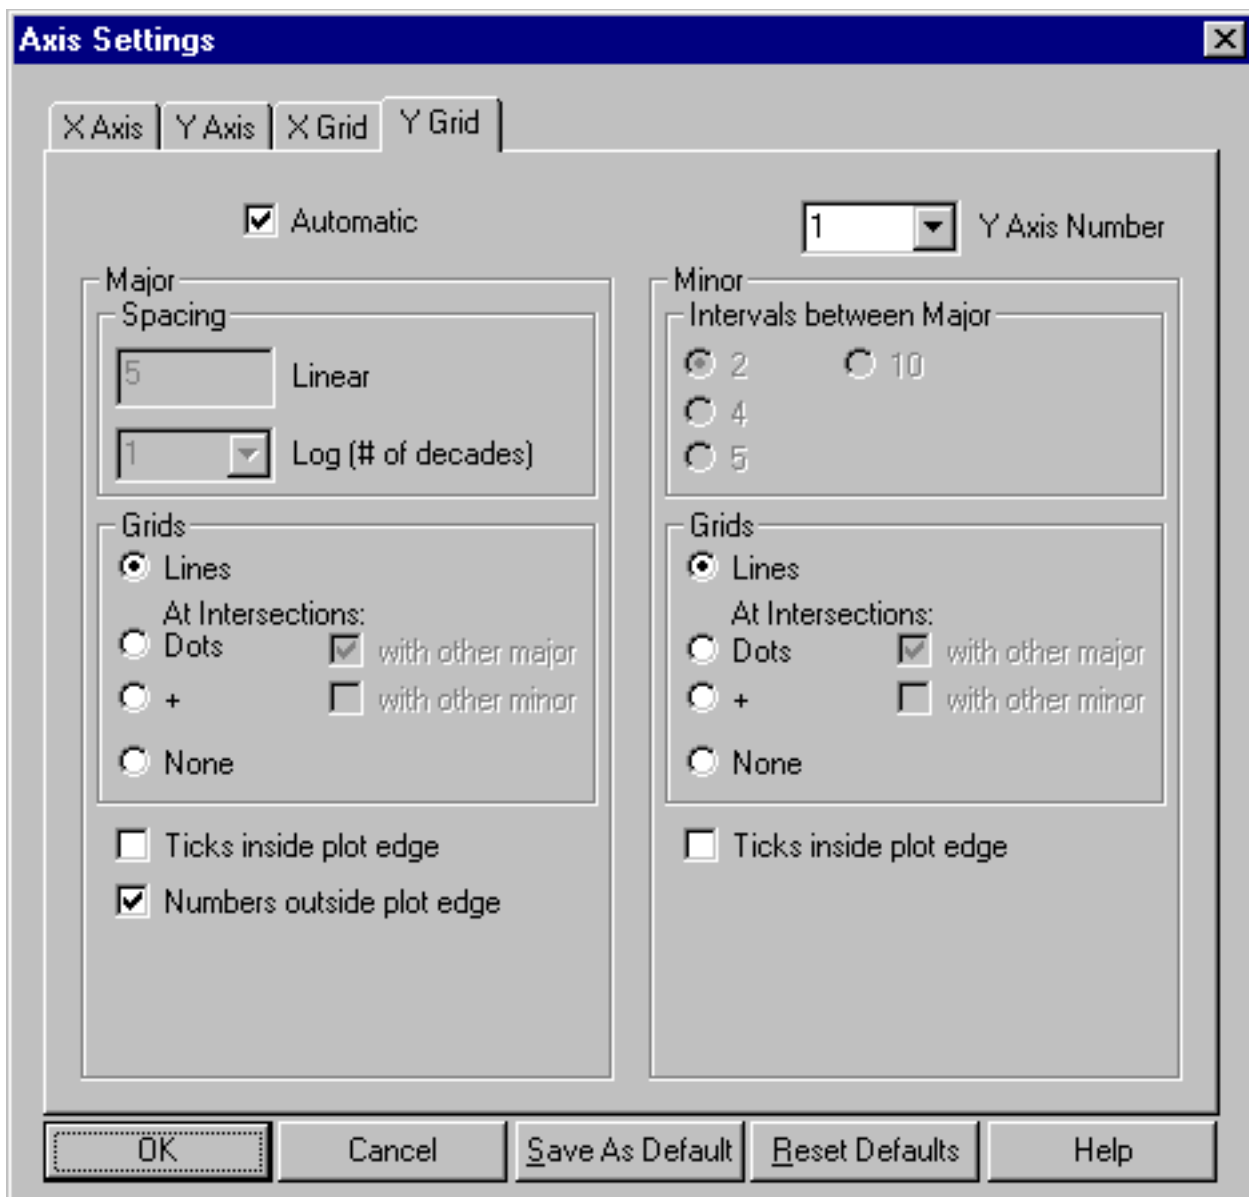 Axis Settings
X Axis Y Axis X Grid Y Grid
Automatic
1 Y Axis Number
Major
Spacing
5 Linear
1 Log (# of decades)
Grids
Lines
At Intersections:
Dots with other major
+ with other minor
None
Ticks inside plot edge
Numbers outside plot edge
Minor
Intervals between Major
2 10
4
5
Grids
Lines
At Intersections:
Dots with other major
+ with other minor
None
Ticks inside plot edge
OK Cancel Save As Default Reset Defaults Help